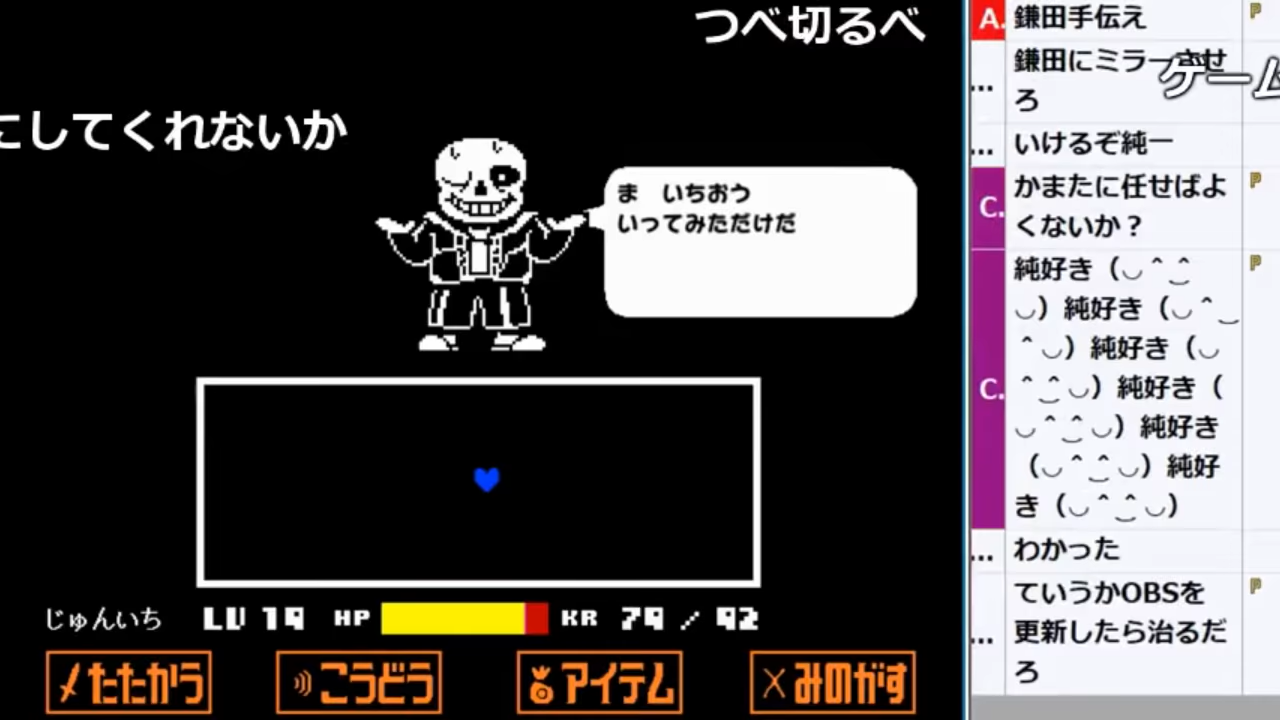 つべ切るべ
にしてくれないか
ま　いちおう
いってみただけだ
じゅんいち LV 19 HP KR 79 / 92
たたかう こうどう アイテム みのがす
A. 鎌田手伝え P
鎌田にミラーさせ
ろ
...
ゲーム
... いけるぞ純一
C. かまたに任せばよ P
くないか？
純好き（◡ ̂ ◡̂ P
◡）純好き（◡ ̂ ◡
 ̂ ◡）純好き（◡
C. ̂ ◡̂ ◡）純好き（
◡ ̂ ◡̂ ◡）純好き
（◡ ̂ ◡̂ ◡）純好
き（◡ ̂ ◡̂ ◡）
... わかった
ていうかOBSを P
... 更新したら治るだ
ろ